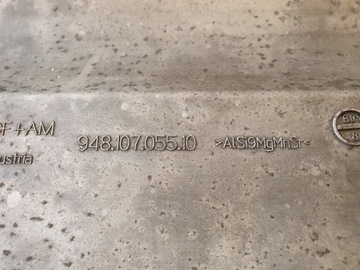 F+AM
948.107.055.10
>AlSi9MgMnSr<
ustria